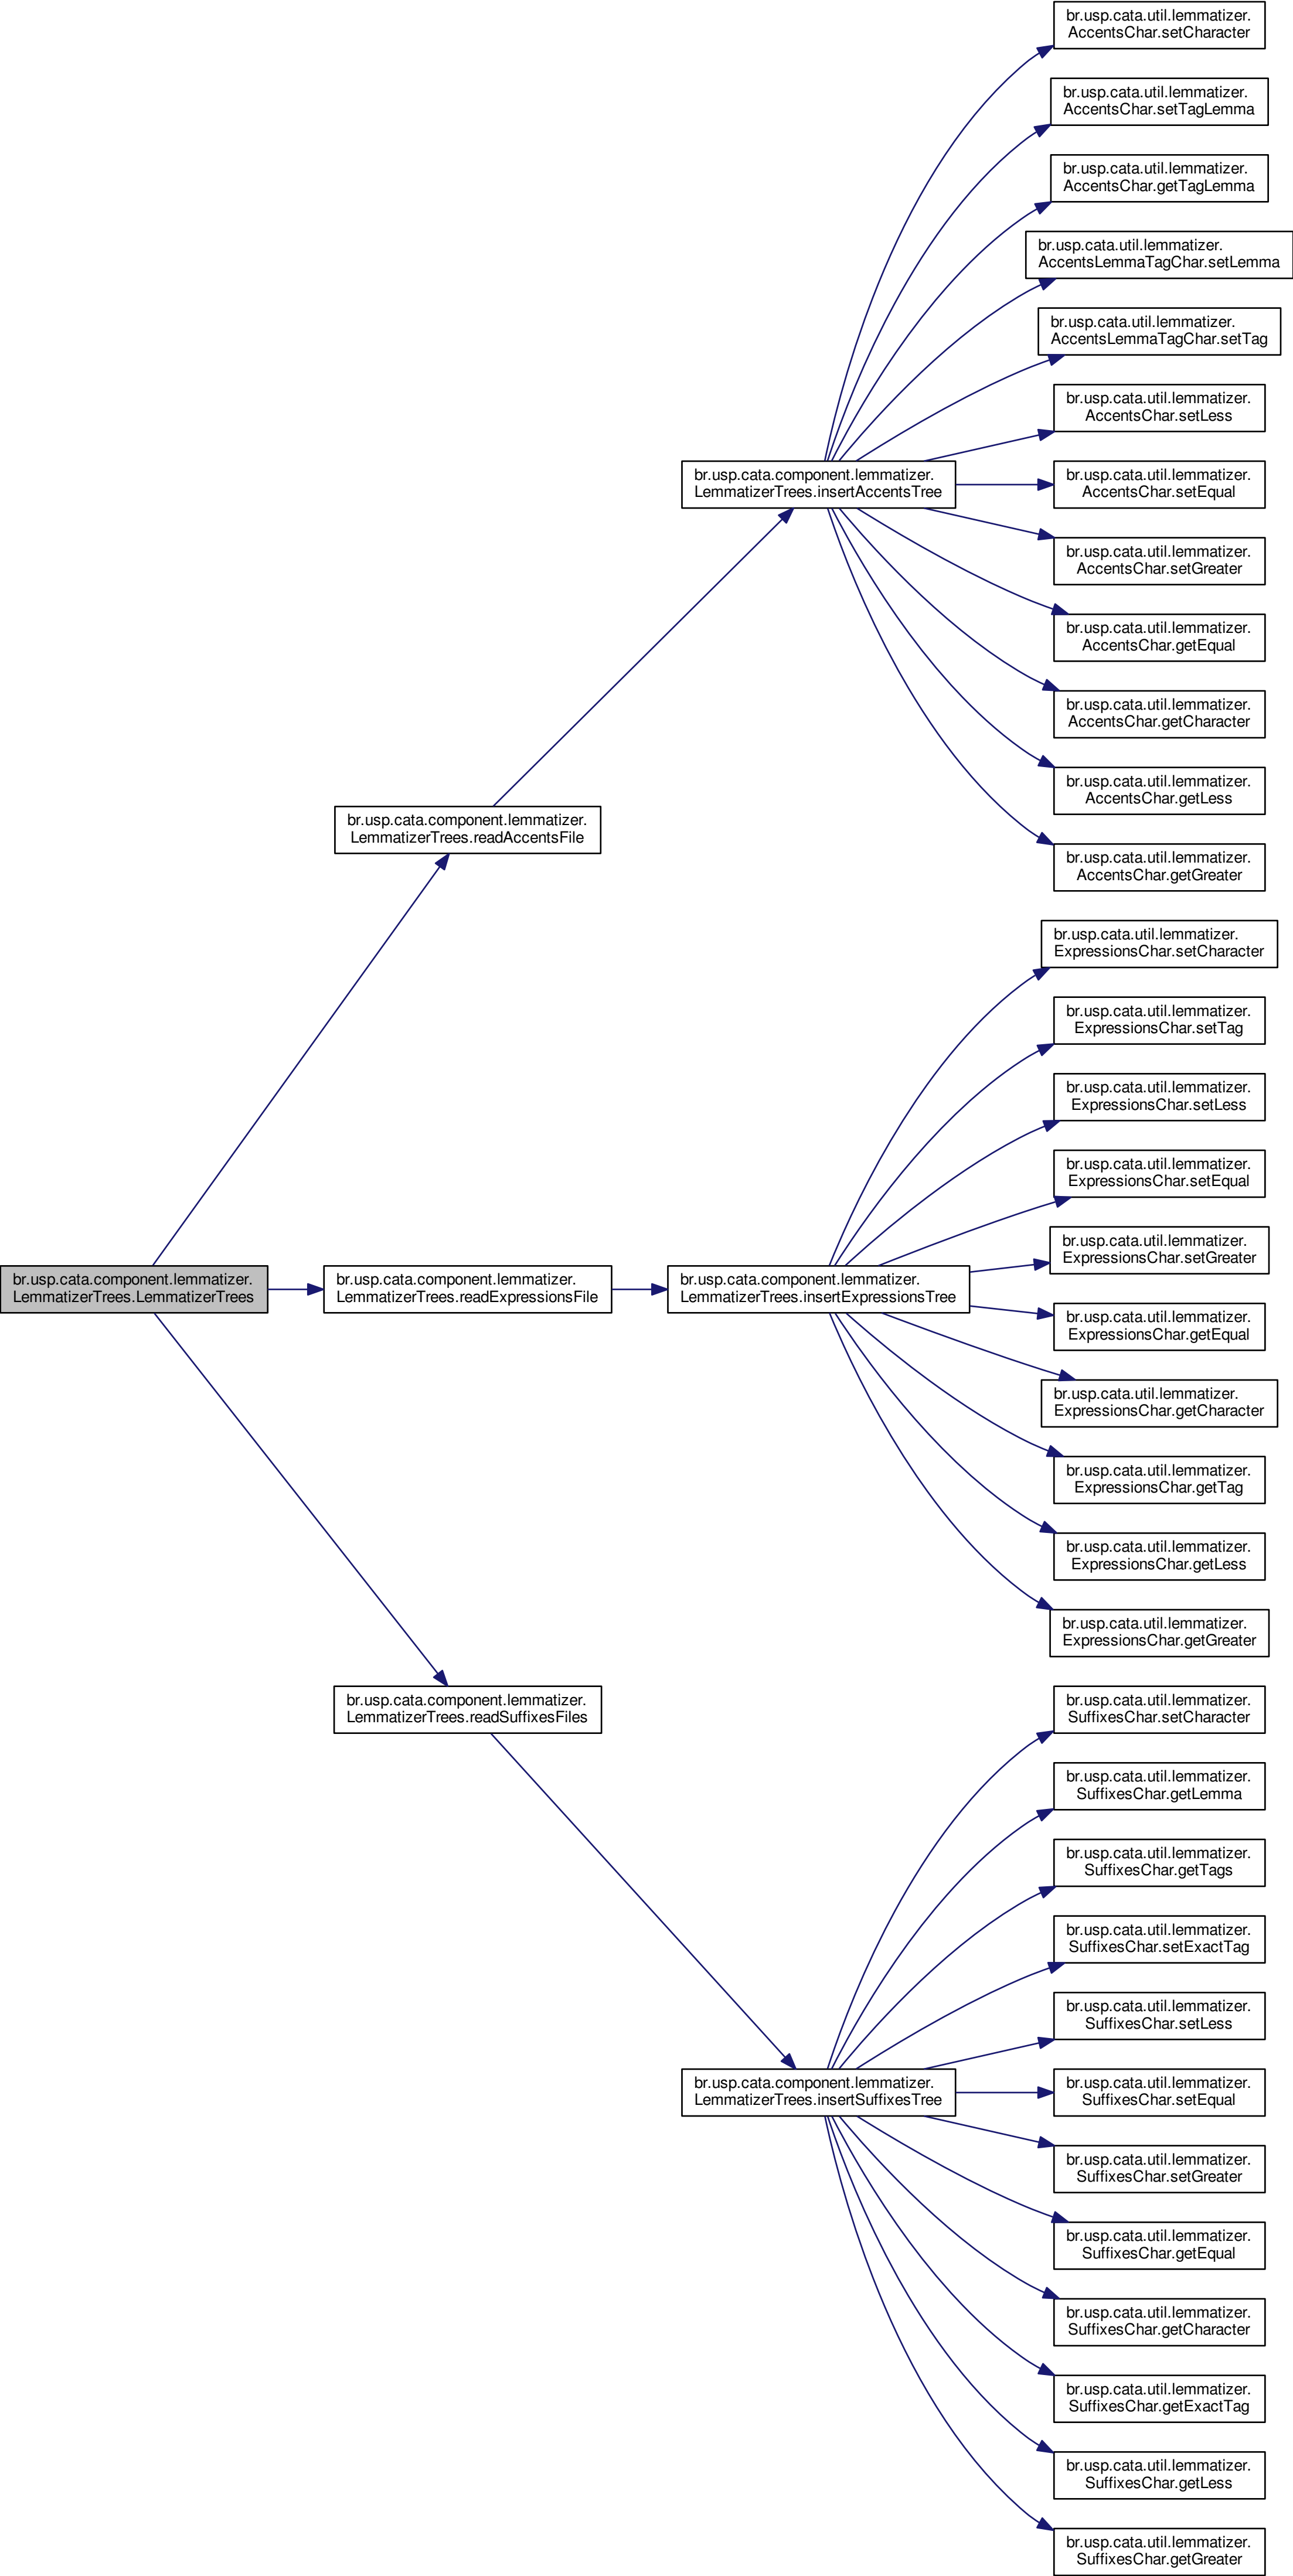 br.usp.cata.util.lemmatizer.
AccentsChar.setCharacter
br.usp.cata.util.lemmatizer.
AccentsChar.setTagLemma
br.usp.cata.util.lemmatizer.
AccentsChar.getTagLemma
br.usp.cata.util.lemmatizer.
AccentsLemmaTagChar.setLemma
br.usp.cata.util.lemmatizer.
AccentsLemmaTagChar.setTag
br.usp.cata.util.lemmatizer.
AccentsChar.setLess
br.usp.cata.component.lemmatizer.
LemmatizerTrees.insertAccentsTree
br.usp.cata.util.lemmatizer.
AccentsChar.setEqual
br.usp.cata.util.lemmatizer.
AccentsChar.setGreater
br.usp.cata.util.lemmatizer.
AccentsChar.getEqual
br.usp.cata.util.lemmatizer.
AccentsChar.getCharacter
br.usp.cata.util.lemmatizer.
AccentsChar.getLess
br.usp.cata.component.lemmatizer.
LemmatizerTrees.readAccentsFile
br.usp.cata.util.lemmatizer.
AccentsChar.getGreater
br.usp.cata.util.lemmatizer.
ExpressionsChar.setCharacter
br.usp.cata.util.lemmatizer.
ExpressionsChar.setTag
br.usp.cata.util.lemmatizer.
ExpressionsChar.setLess
br.usp.cata.util.lemmatizer.
ExpressionsChar.setEqual
br.usp.cata.util.lemmatizer.
ExpressionsChar.setGreater
br.usp.cata.component.lemmatizer.
LemmatizerTrees.LemmatizerTrees
br.usp.cata.component.lemmatizer.
LemmatizerTrees.readExpressionsFile
br.usp.cata.component.lemmatizer.
LemmatizerTrees.insertExpressionsTree
br.usp.cata.util.lemmatizer.
ExpressionsChar.getEqual
br.usp.cata.util.lemmatizer.
ExpressionsChar.getCharacter
br.usp.cata.util.lemmatizer.
ExpressionsChar.getTag
br.usp.cata.util.lemmatizer.
ExpressionsChar.getLess
br.usp.cata.util.lemmatizer.
ExpressionsChar.getGreater
br.usp.cata.component.lemmatizer.
LemmatizerTrees.readSuffixesFiles
br.usp.cata.util.lemmatizer.
SuffixesChar.setCharacter
br.usp.cata.util.lemmatizer.
SuffixesChar.getLemma
br.usp.cata.util.lemmatizer.
SuffixesChar.getTags
br.usp.cata.util.lemmatizer.
SuffixesChar.setExactTag
br.usp.cata.util.lemmatizer.
SuffixesChar.setLess
br.usp.cata.component.lemmatizer.
LemmatizerTrees.insertSuffixesTree
br.usp.cata.util.lemmatizer.
SuffixesChar.setEqual
br.usp.cata.util.lemmatizer.
SuffixesChar.setGreater
br.usp.cata.util.lemmatizer.
SuffixesChar.getEqual
br.usp.cata.util.lemmatizer.
SuffixesChar.getCharacter
br.usp.cata.util.lemmatizer.
SuffixesChar.getExactTag
br.usp.cata.util.lemmatizer.
SuffixesChar.getLess
br.usp.cata.util.lemmatizer.
SuffixesChar.getGreater